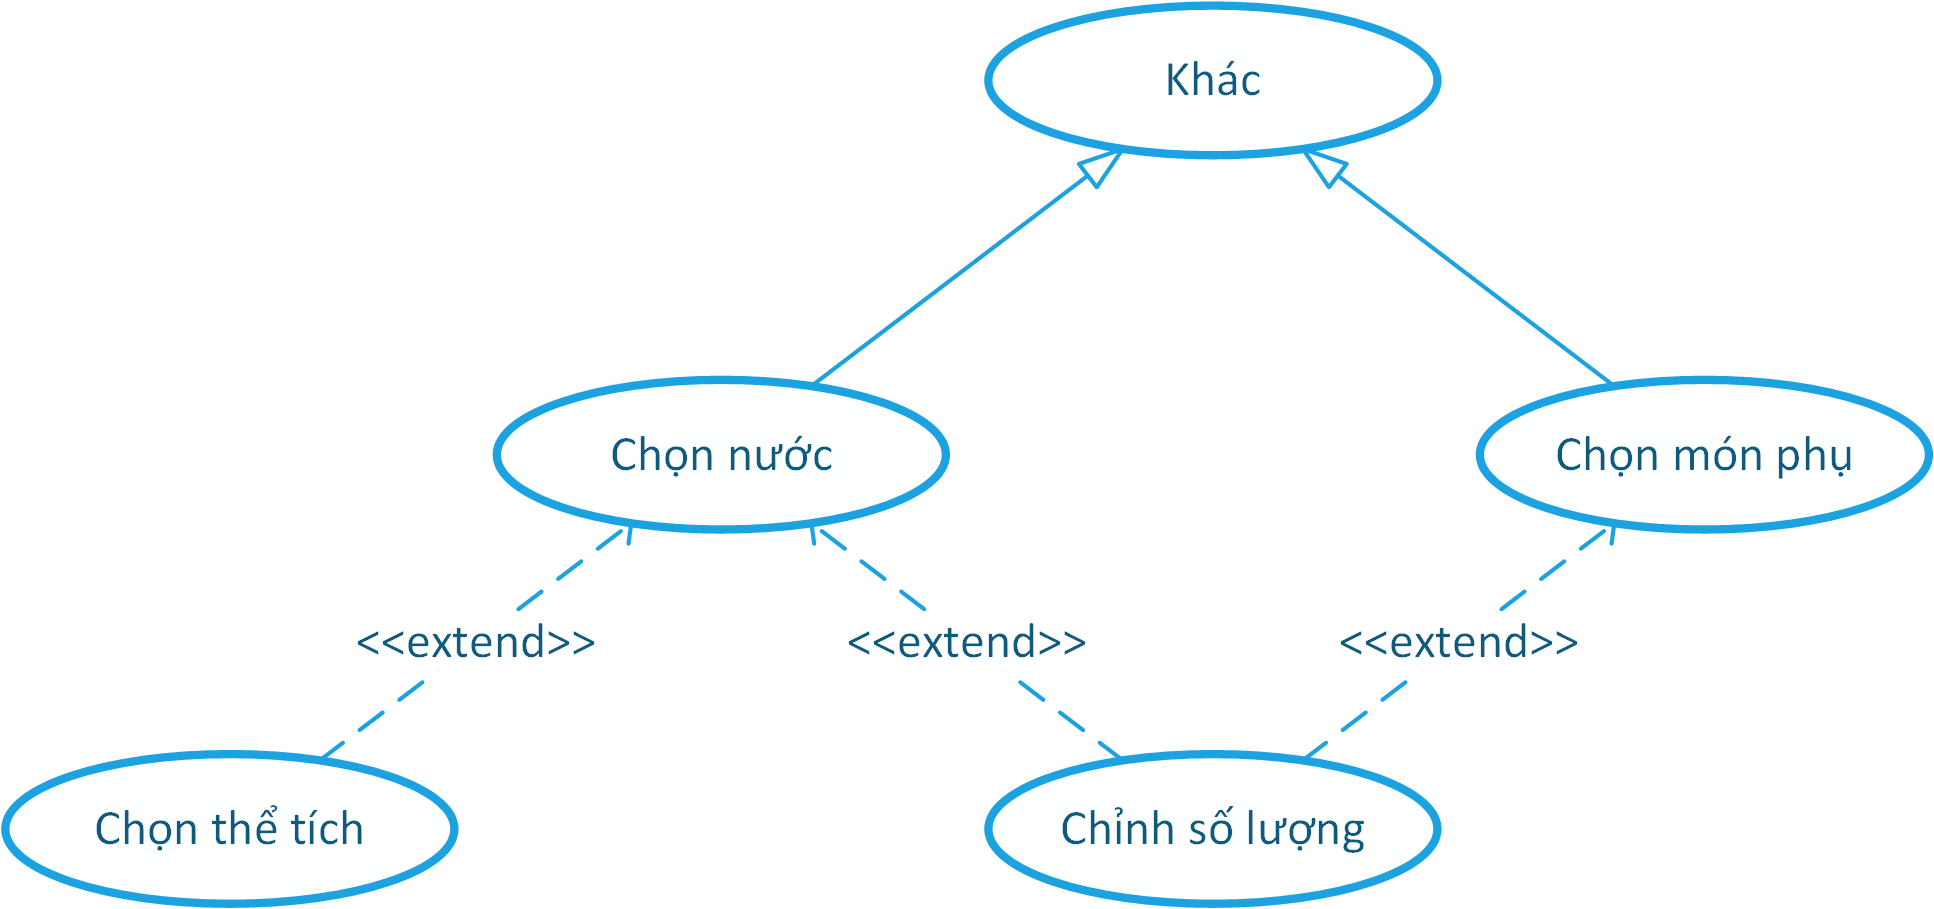 Khác
Chọn nước
Chọn món phụ
<<extend>>
<<extend>>
<<extend>>
Chọn thể tích
Chỉnh số lượng